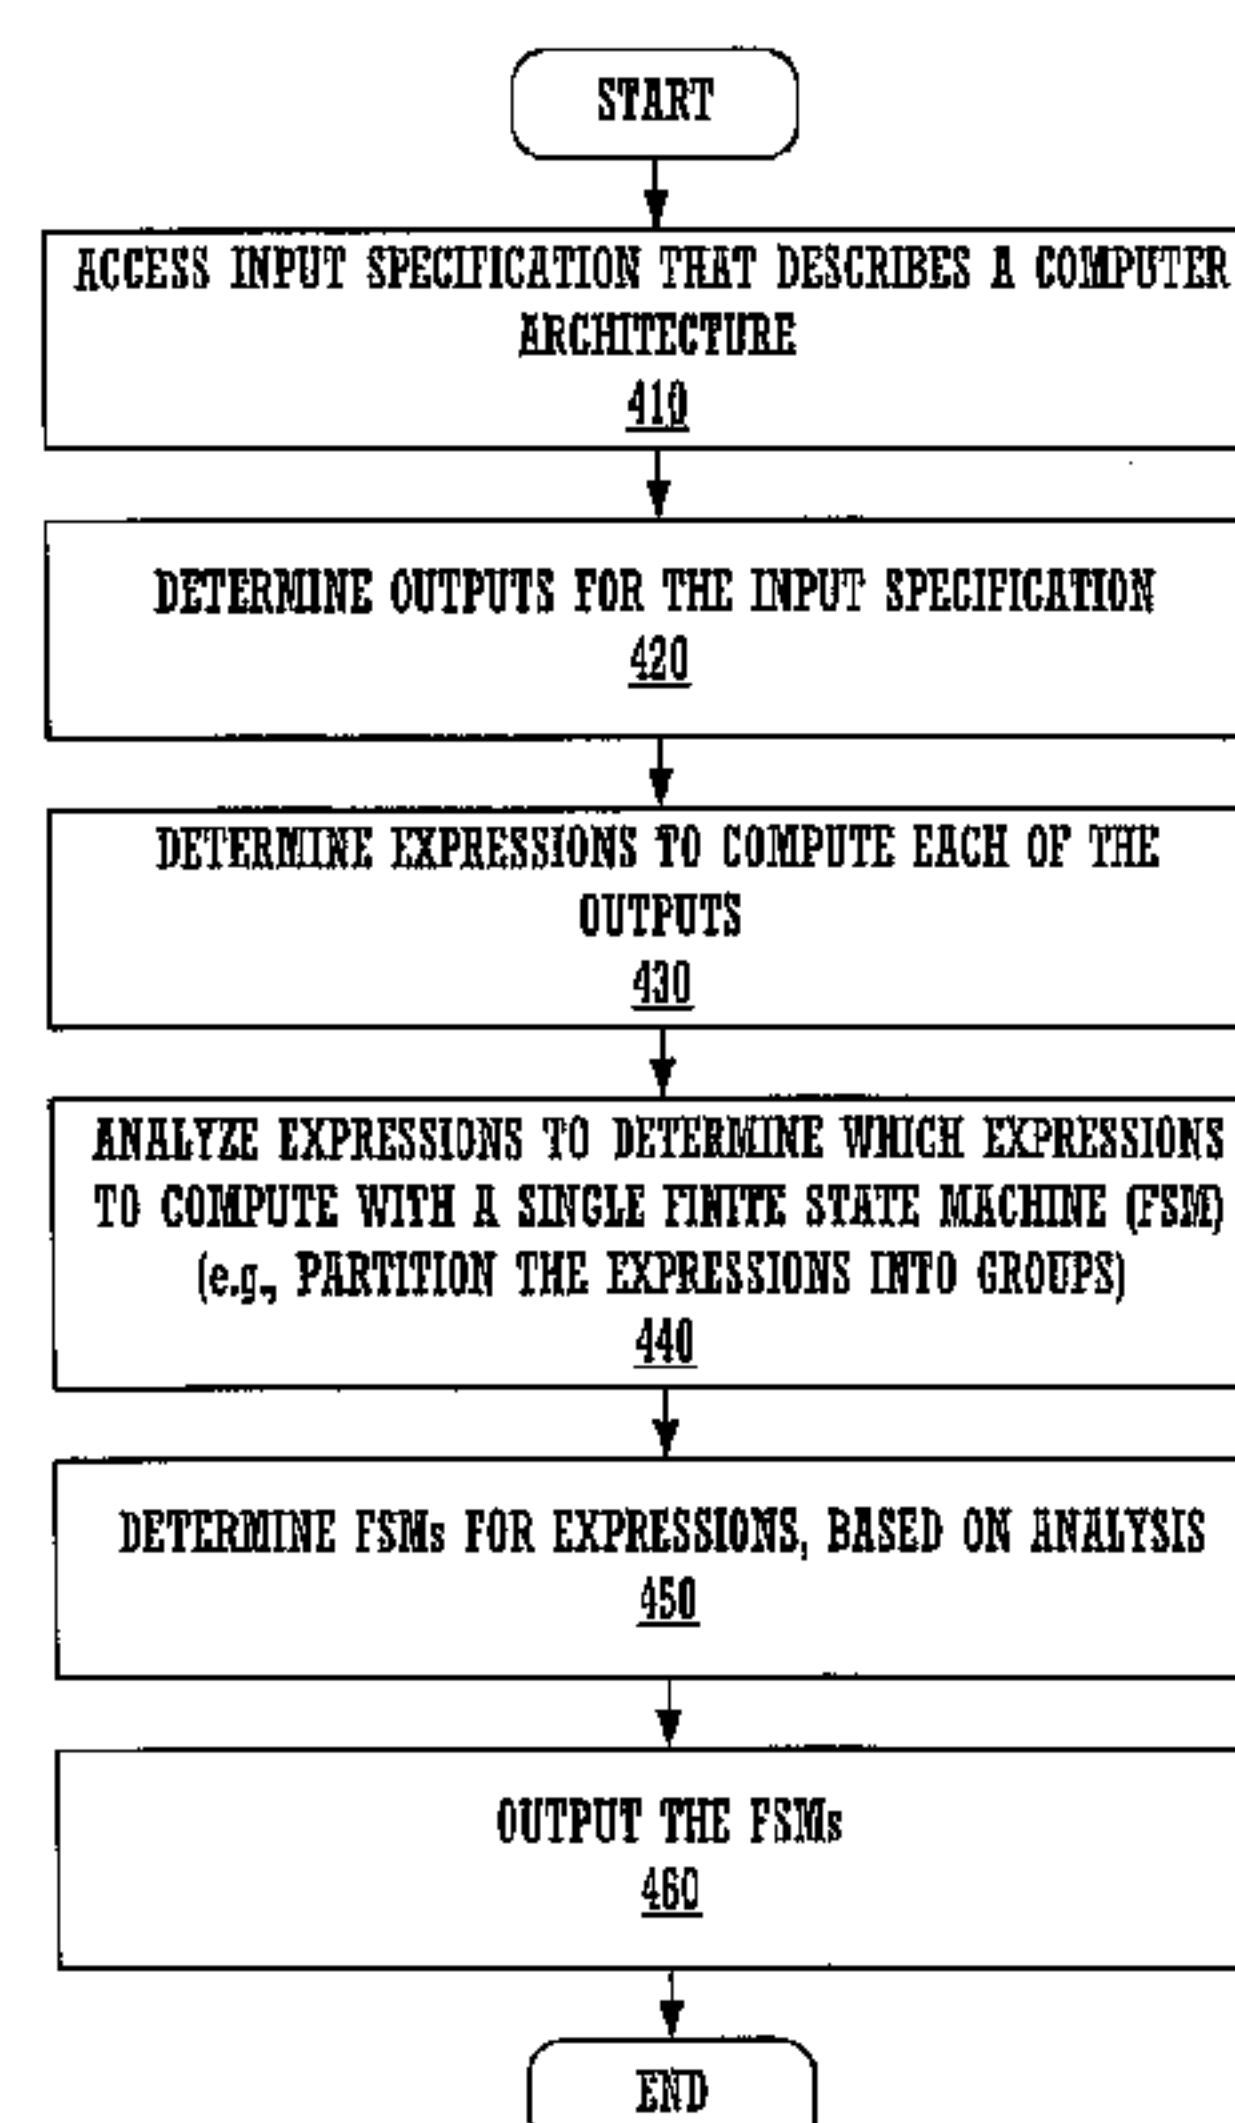 START
ACCESS INPUT SPECIFICATION THAT DESCRIBES A COMPUTER
ARCHITECTURE
410
DETERMINE OUTPUTS FOR THE INPUT SPECIFICATION
420
DETERMINE EXPRESSIONS TO COMPUTE EACH OF THE
OUTPUTS
430
ANALYZE EXPRESSIONS TO DETERMINE WHICH EXPRESSIONS
TO COMPUTE WITH A SINGLE FINITE STATE MACHINE (FSM)
(e.g., PARTITION THE EXPRESSIONS INTO GROUPS)
440
DETERMINE FSMs FOR EXPRESSIONS, BASED ON ANALYSIS
450
OUTPUT THE FSMs
460
END